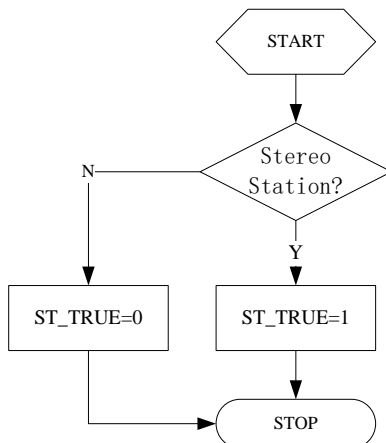 START
Stereo
Station?
N
Y
ST_TRUE=0
ST_TRUE=1
STOP